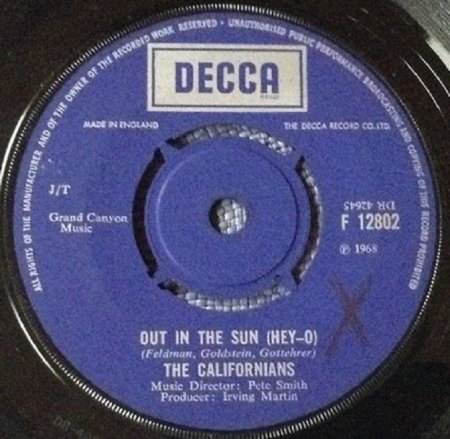 ALL RIGHTS OF THE MANUFACTURER AND OF THE OWNER OF THE RECORDED WORK RESERVED • UNAUTHORISED PUBLIC PERFORMANCE BROADCASTING AND COPYING OF THIS RECORD PROHIBITED
DECCA
MADE IN ENGLAND
THE DECCA RECORD CO. LTD.
J/T
DR 42645
Grand Canyon
Music
F 12802
℗ 1968
X
OUT IN THE SUN (HEY-O)
(Feldman, Goldstein, Gottehrer)
THE CALIFORNIANS
Music Director: Pete Smith
Producer: Irving Martin